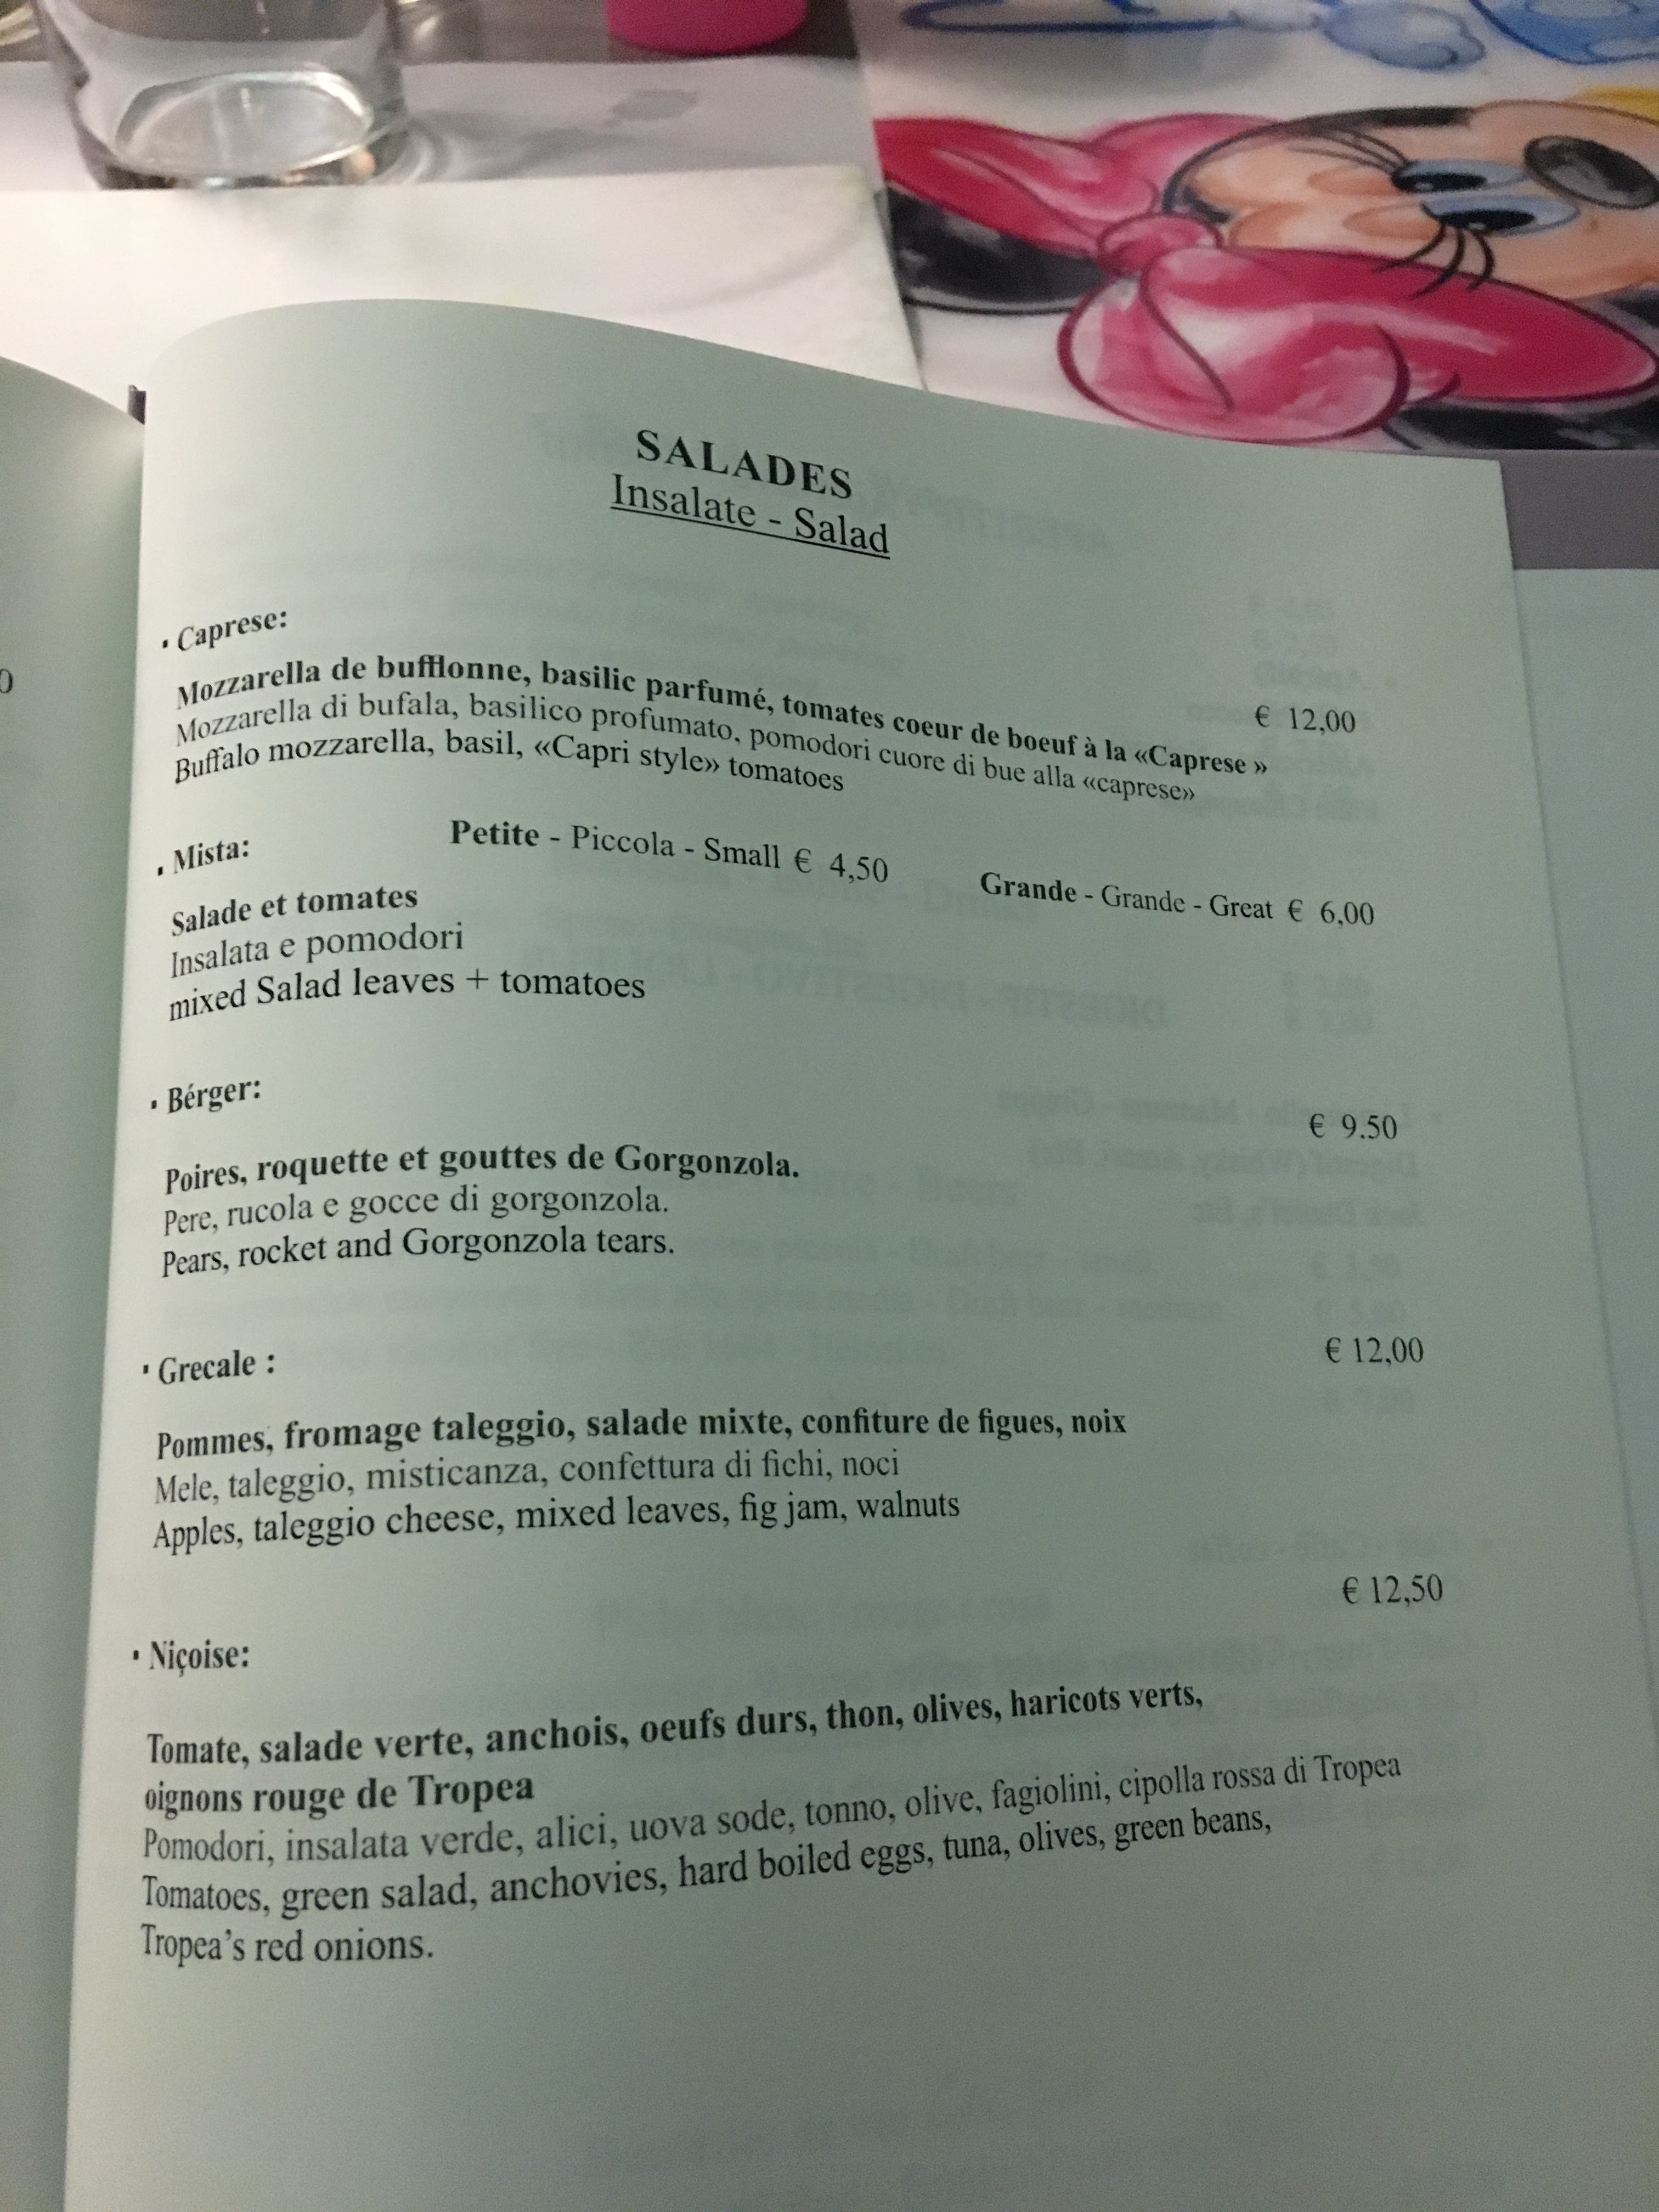 SALADES
Insalate - Salad
· Caprese:
Mozzarella de bufflonne, basilic parfumé, tomates coeur de boeuf à la «Caprese »
€ 12,00
Mozzarella di bufala, basilico profumato, pomodori cuore di bue alla «caprese»
Buffalo mozzarella, basil, «Capri style» tomatoes
· Mista: Petite - Piccola - Small € 4,50 Grande - Grande - Great € 6,00
Salade et tomates
Insalata e pomodori
mixed Salad leaves + tomatoes
· Bérger:
€ 9.50
Poires, roquette et gouttes de Gorgonzola.
Pere, rucola e gocce di gorgonzola.
Pears, rocket and Gorgonzola tears.
· Grecale : € 12,00
Pommes, fromage taleggio, salade mixte, confiture de figues, noix
Mele, taleggio, misticanza, confettura di fichi, noci
Apples, taleggio cheese, mixed leaves, fig jam, walnuts
€ 12,50
· Niçoise:
Tomate, salade verte, anchois, oeufs durs, thon, olives, haricots verts,
oignons rouge de Tropea
Pomodori, insalata verde, alici, uova sode, tonno, olive, fagiolini, cipolla rossa di Tropea
Tomatoes, green salad, anchovies, hard boiled eggs, tuna, olives, green beans,
Tropea’s red onions.